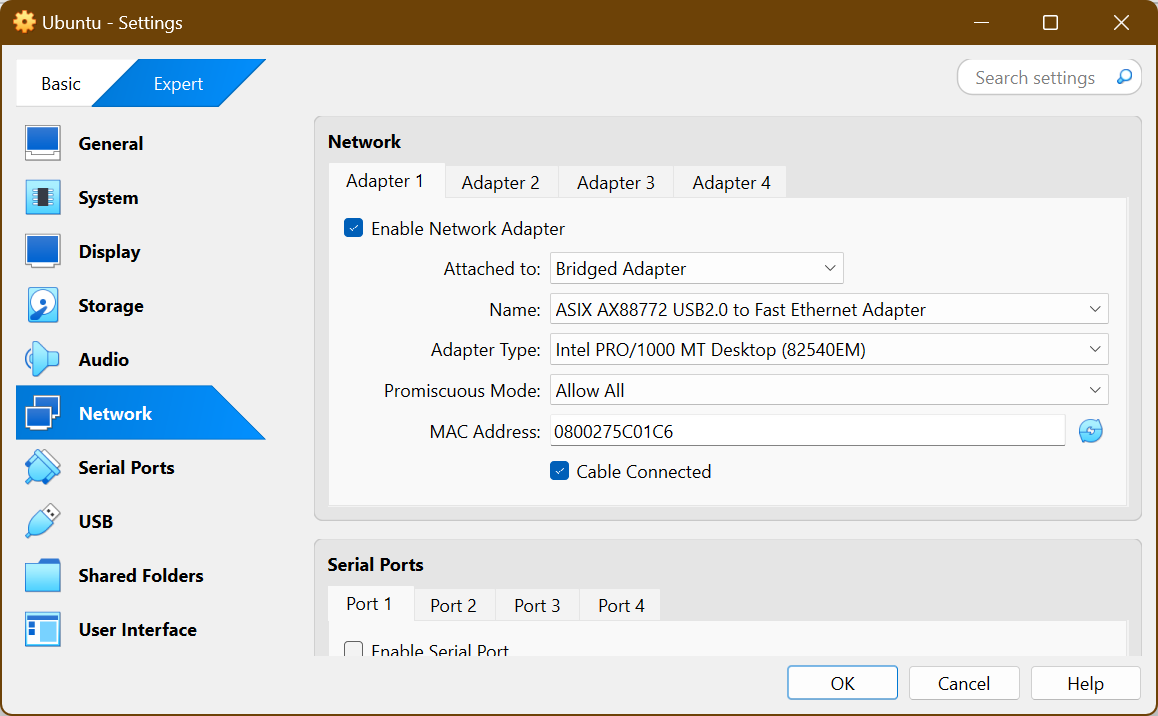 Ubuntu - Settings
Basic
Expert
Search settings
General
System
Display
Storage
Audio
Network
Serial Ports
USB
Shared Folders
User Interface
Network
Adapter 1 Adapter 2 Adapter 3 Adapter 4
Enable Network Adapter
Attached to: Bridged Adapter
Name: ASIX AX88772 USB2.0 to Fast Ethernet Adapter
Adapter Type: Intel PRO/1000 MT Desktop (82540EM)
Promiscuous Mode: Allow All
MAC Address: 0800275C01C6
Cable Connected
Serial Ports
Port 1 Port 2 Port 3 Port 4
Enable Serial Port
OK Cancel Help